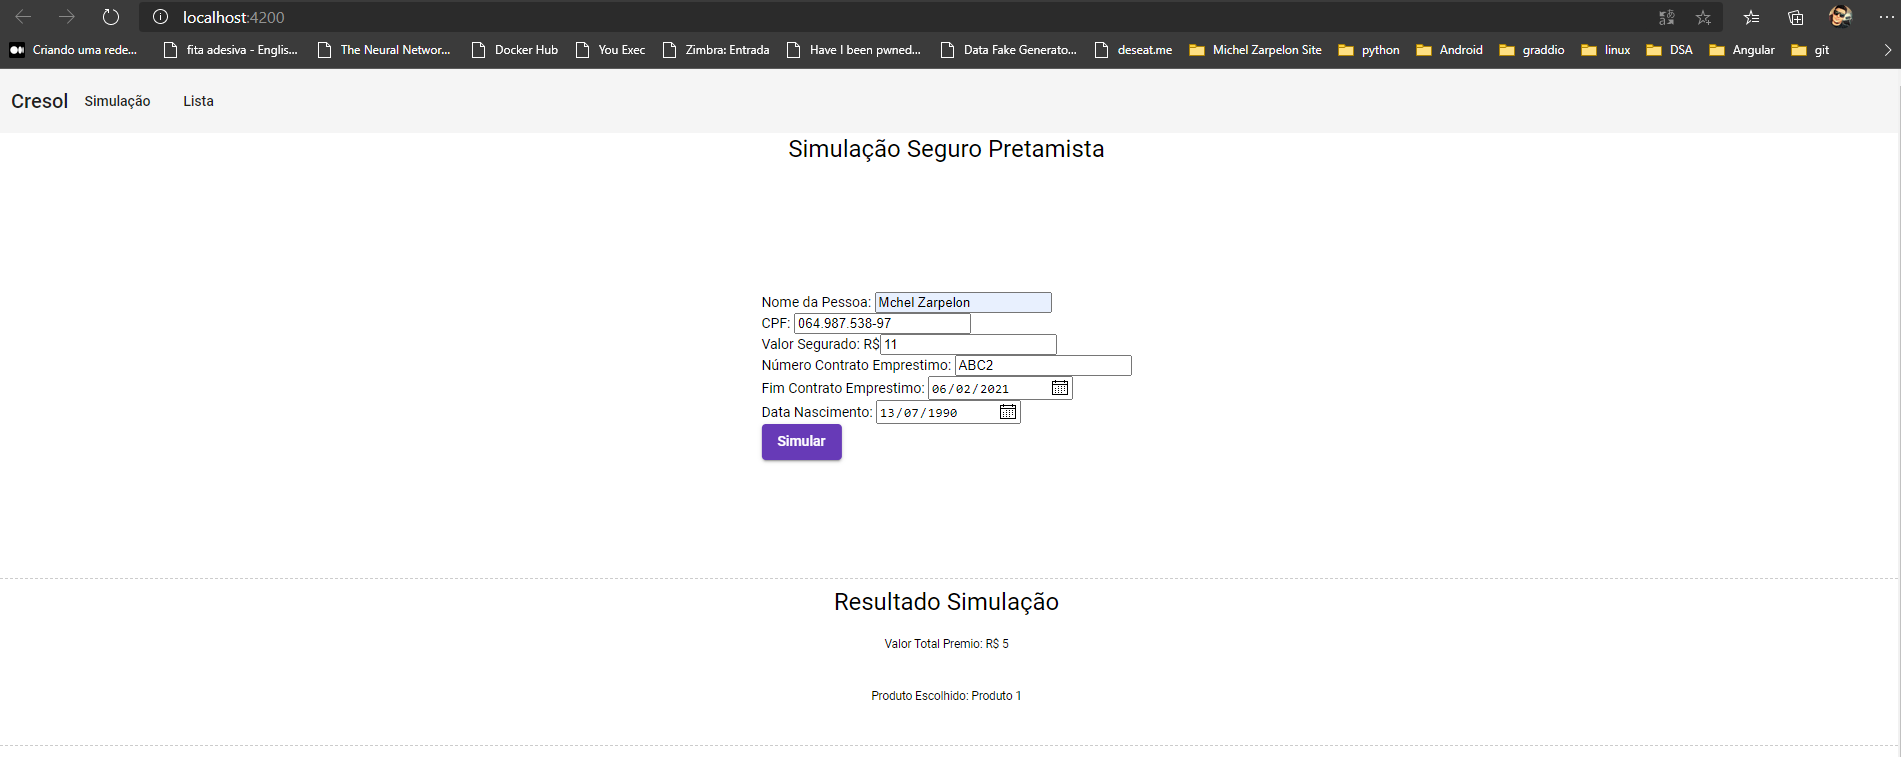 localhost:4200
Criando uma rede... fita adesiva - Englis... The Neural Networ... Docker Hub You Exec Zimbra: Entrada Have I been pwned... Data Fake Generato... deseat.me Michel Zarpelon Site python Android graddio linux DSA Angular git
Cresol Simulação Lista
Simulação Seguro Pretamista
Nome da Pessoa: Mchel Zarpelon
CPF: 064.987.538-97
Valor Segurado: R$ 11
Número Contrato Emprestimo: ABC2
Fim Contrato Emprestimo: 06/02/2021
Data Nascimento: 13/07/1990
Simular
Resultado Simulação
Valor Total Premio: R$ 5
Produto Escolhido: Produto 1